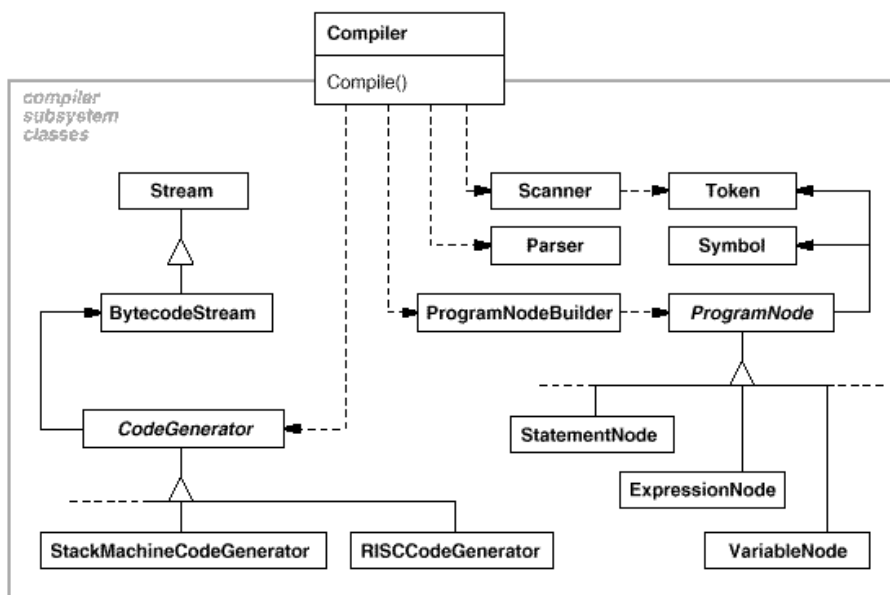 Compiler
Compile()
compiler
subsystem
classes
Stream
Scanner
Token
Parser
Symbol
BytecodeStream
ProgramNodeBuilder
ProgramNode
CodeGenerator
StatementNode
ExpressionNode
StackMachineCodeGenerator
RISCCodeGenerator
VariableNode